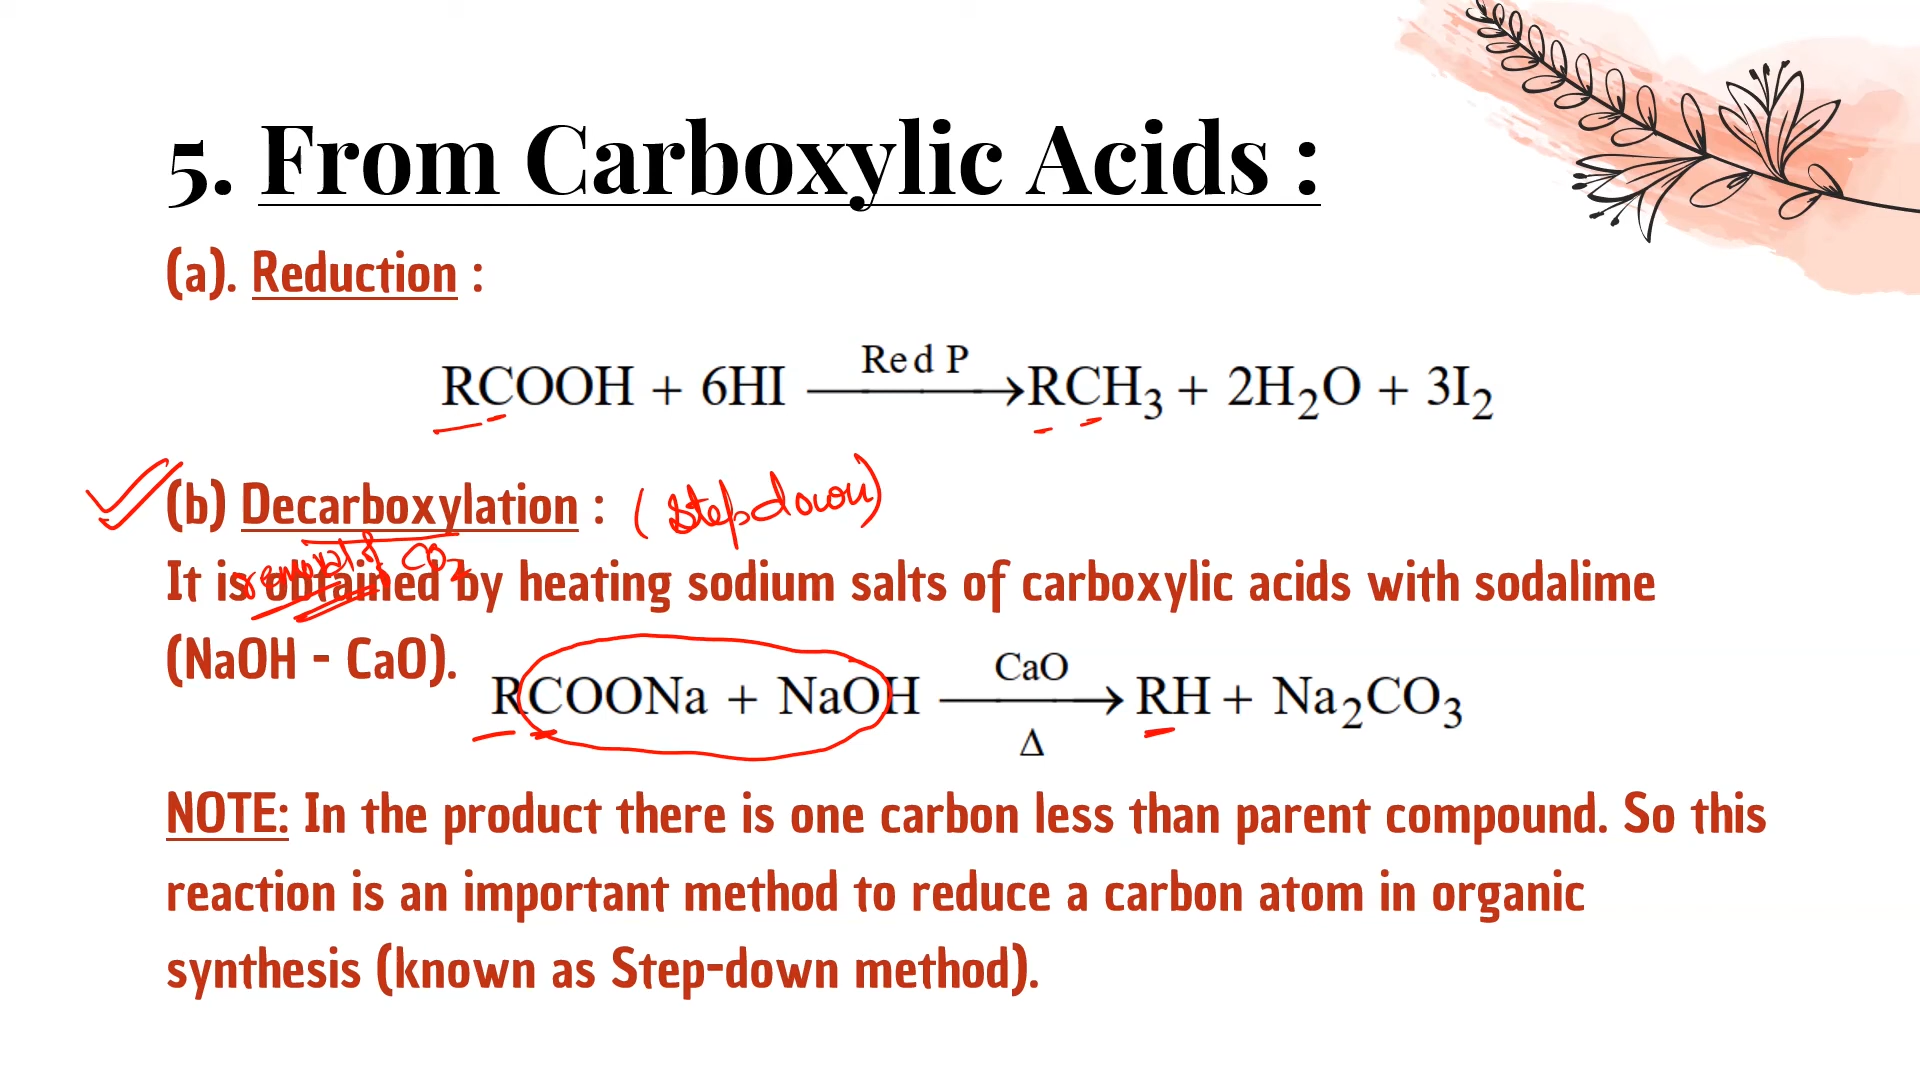 5. From Carboxylic Acids :
(a). Reduction :
Red P
RCOOH + 6HI ⟶ RCH₃ + 2H₂O + 3I₂
(b) Decarboxylation : (Step-down)
removal of CO₂
It is obtained by heating sodium salts of carboxylic acids with sodalime
(NaOH - CaO).
CaO
RCOONa + NaOH ⟶ RH + Na₂CO₃
Δ
NOTE: In the product there is one carbon less than parent compound. So this
reaction is an important method to reduce a carbon atom in organic
synthesis (known as Step-down method).